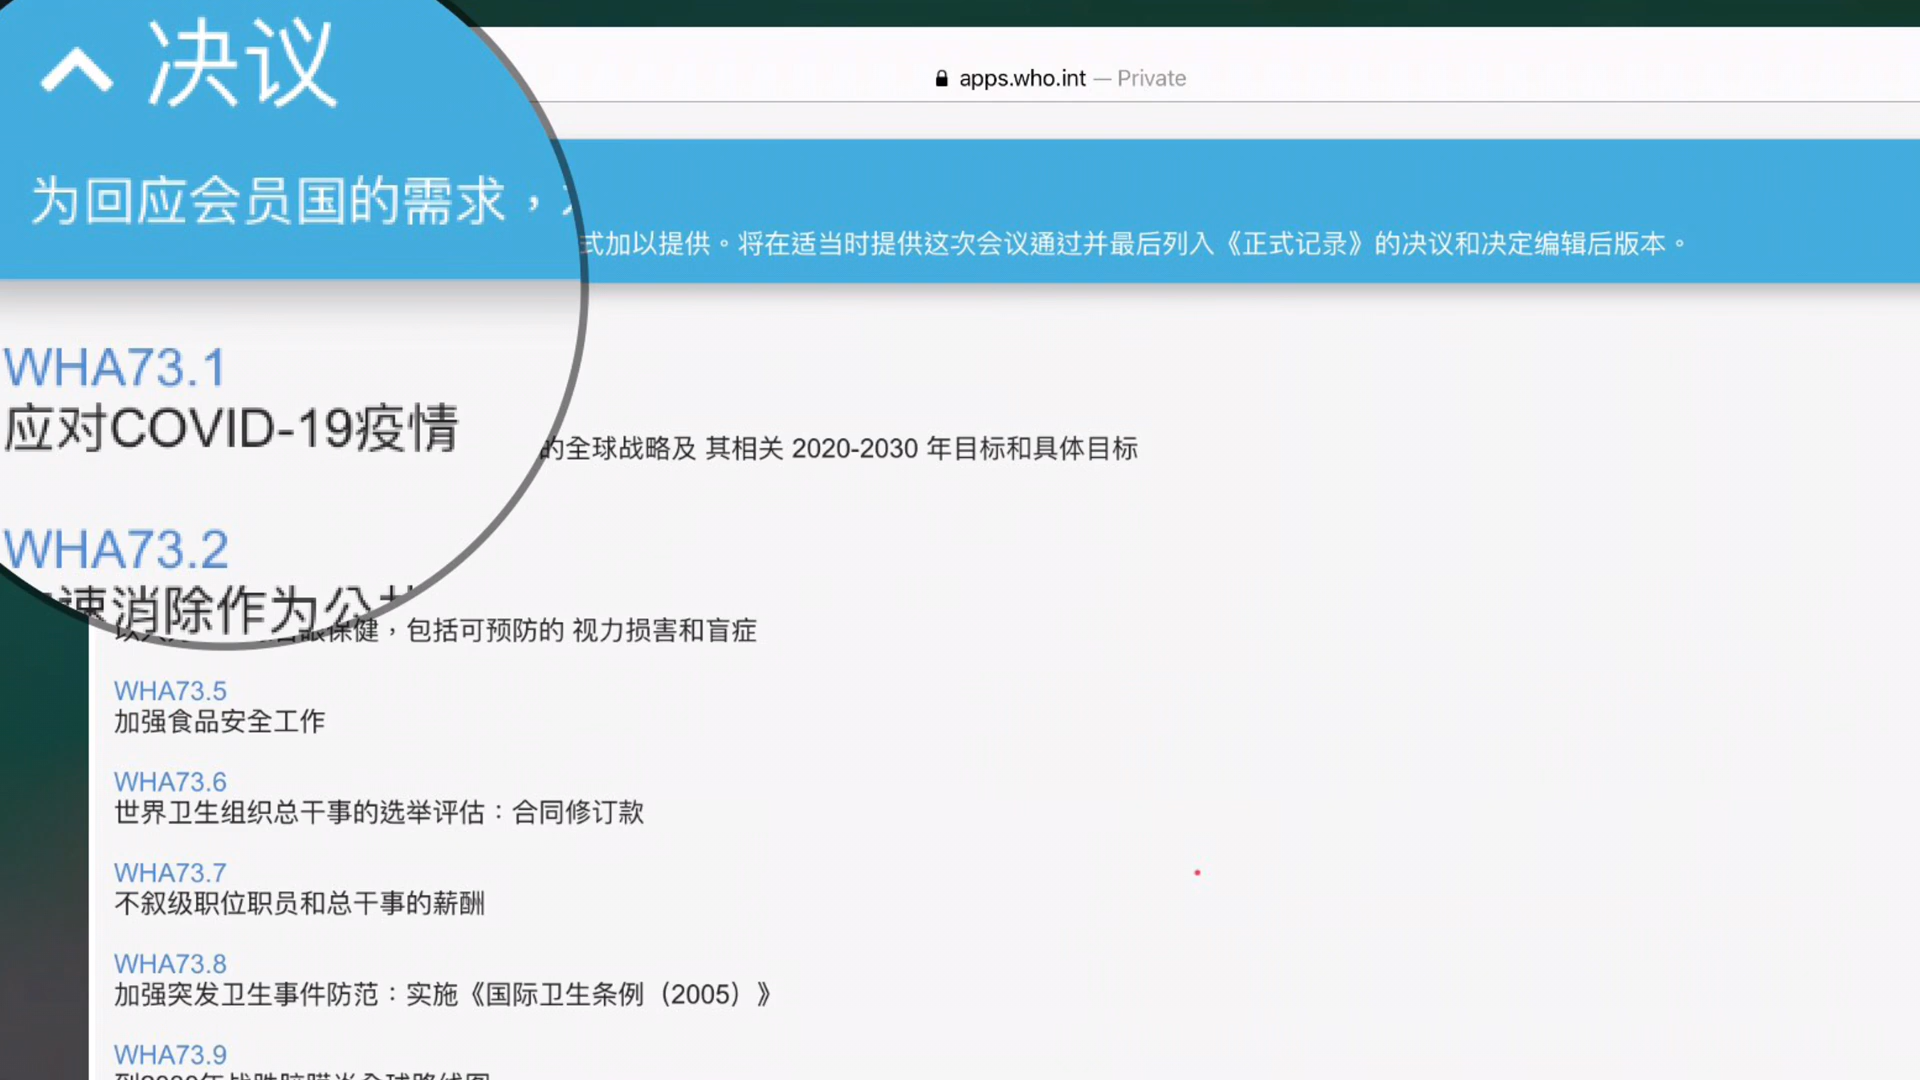 决议
apps.who.int — Private
为回应会员国的需求，
式加以提供。将在适当时提供这次会议通过并最后列入《正式记录》的决议和决定编辑后版本。
WHA73.1
应对COVID-19疫情
的全球战略及 其相关 2020-2030 年目标和具体目标
WHA73.2
速消除作为公共
保健，包括可预防的 视力损害和盲症
WHA73.5
加强食品安全工作
WHA73.6
世界卫生组织总干事的选举评估：合同修订款
WHA73.7
不叙级职位职员和总干事的薪酬
WHA73.8
加强突发卫生事件防范：实施《国际卫生条例（2005）》
WHA73.9